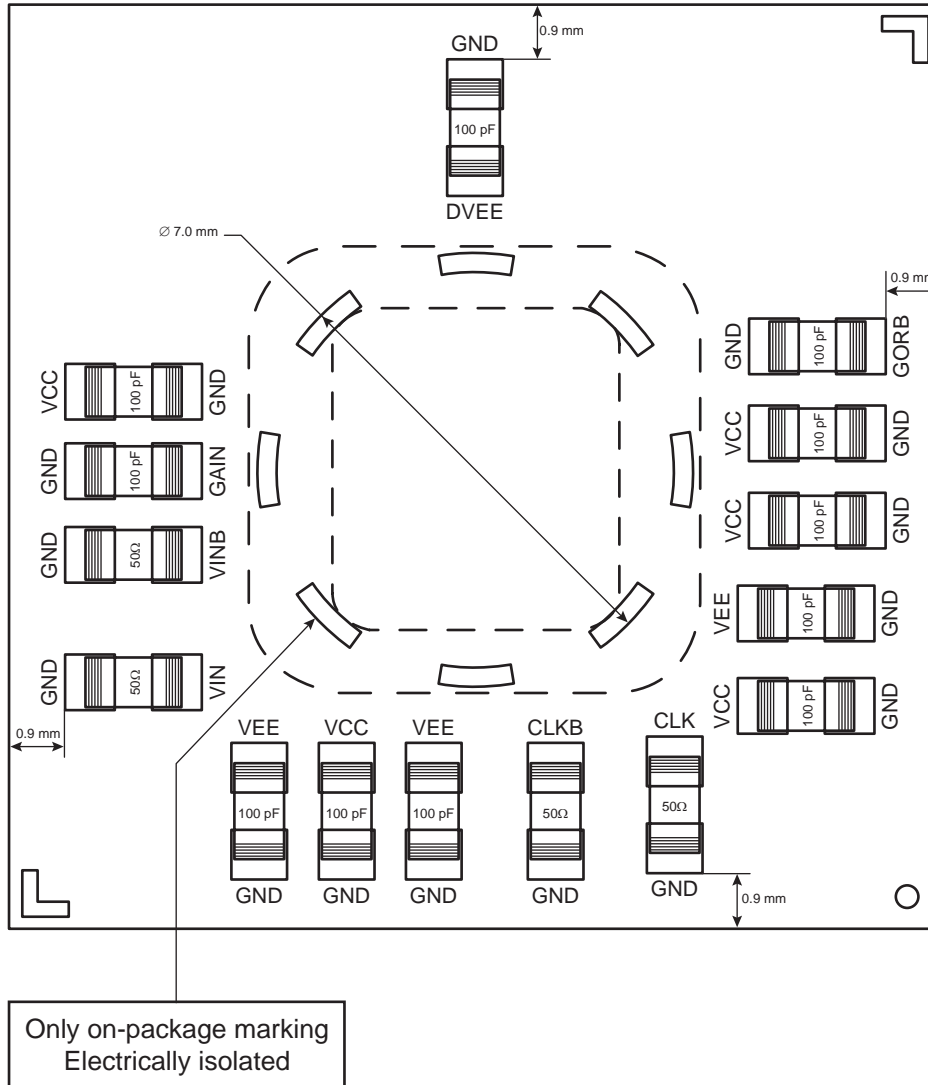 0.9 mm
GND
100 pF
DVEE
Ø 7.0 mm
0.9 mm
GND
100 pF
GORB
VCC
100 pF
GND
VCC
100 pF
GND
GND
100 pF
GAIN
VCC
100 pF
GND
GND
50Ω
VINB
VEE
100 pF
GND
GND
50Ω
VIN
VCC
100 pF
GND
0.9 mm
VEE
VCC
VEE
CLKB
CLK
100 pF
100 pF
100 pF
50Ω
50Ω
GND
GND
GND
GND
GND
0.9 mm
Only on-package marking
Electrically isolated